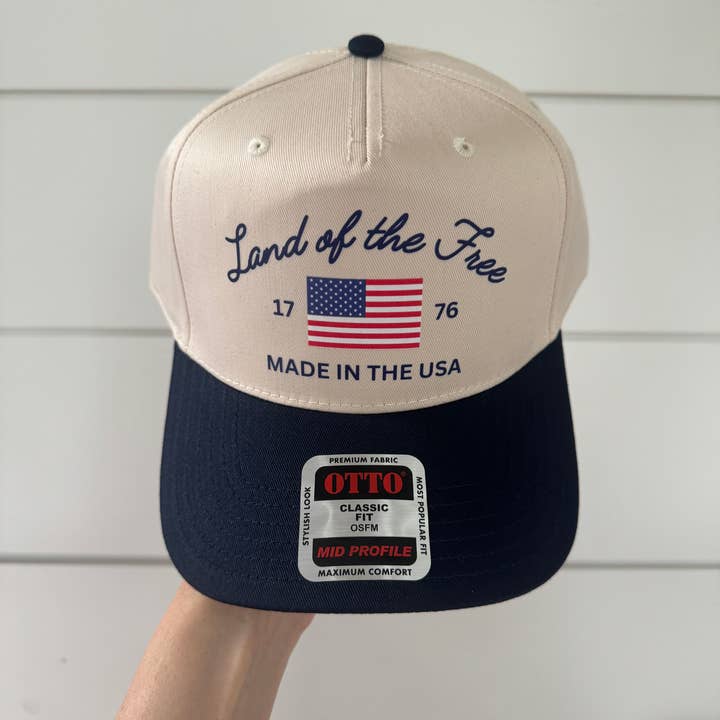 Land of the Free
17 76
MADE IN THE USA
PREMIUM FABRIC
STYLISH LOOK
OTTO®
CLASSIC
FIT
OSFM
MID PROFILE
MOST POPULAR FIT
MAXIMUM COMFORT